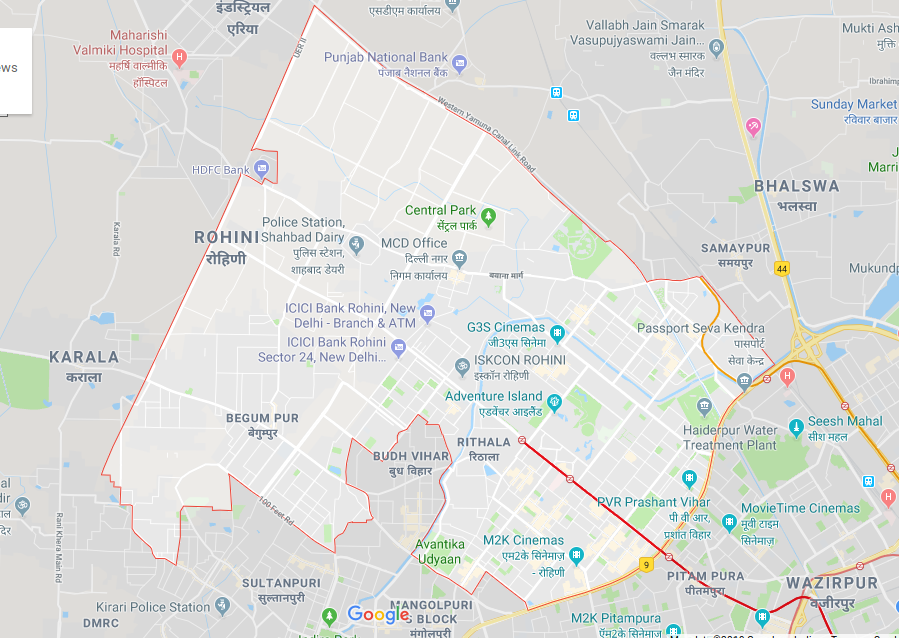 इंडस्ट्रियल
एरिया
एसडीएम कार्यालय
Maharishi
Valmiki Hospital
महर्षि वाल्मीकि
हॉस्पिटल
UER II
Punjab National Bank
पंजाब नैशनल बैंक
Vallabh Jain Smarak
Vasupujyaswami Jain...
वल्लभ स्मारक
जैन मंदिर
Mukti Ash
मुक्ति
ews
Ibrahimp
Sunday Market
रविवार बाजार
Western Yamuna Canal Link Road
HDFC Bank
BHALSWA
भलस्वा
Marri
Central Park
सेंट्रल पार्क
Karala Rd
ROHINI
रोहिणी
Police Station,
Shahbad Dairy
पुलिस स्टेशन,
शाहबाद डेयरी
MCD Office
दिल्ली नगर
निगम कार्यालय
बवाना मार्ग
SAMAYPUR
समयपुर
44
Mukundp
ICICI Bank Rohini, New
Delhi - Branch & ATM
ICICI Bank Rohini
Sector 24, New Delhi...
G3S Cinemas
जी३एस सिनेमा
Passport Seva Kendra
पासपोर्ट
सेवा केन्द्र
ISKCON ROHINI
इस्कॉन रोहिणी
KARALA
कराला
Adventure Island
एडवेंचर आइलैंड
BEGUM PUR
बेगुमपुर
Haiderpur Water
Treatment Plant
Seesh Mahal
सीश महल
BUDH VIHAR
बुध विहार
RITHALA
रिठाला
100 Feet Rd
Rani Khera Main Rd
PVR Prashant Vihar
पी वी आर,
प्रशांत विहार
MovieTime Cinemas
मूवी टाइम
सिनेमाज़
Avantika
Udyaan
M2K Cinemas
एम2के सिनेमाज़
- रोहिणी
9
PITAM PURA
पीतमपुरा
WAZIRPUR
वजीरपुर
SULTANPURI
सुल्तानपुरी
Kirari Police Station
DMRC
Google
MANGOLPURI
S BLOCK
मंगोलपुरी
M2K Pitampura
ऍम2के सिनेमाज़